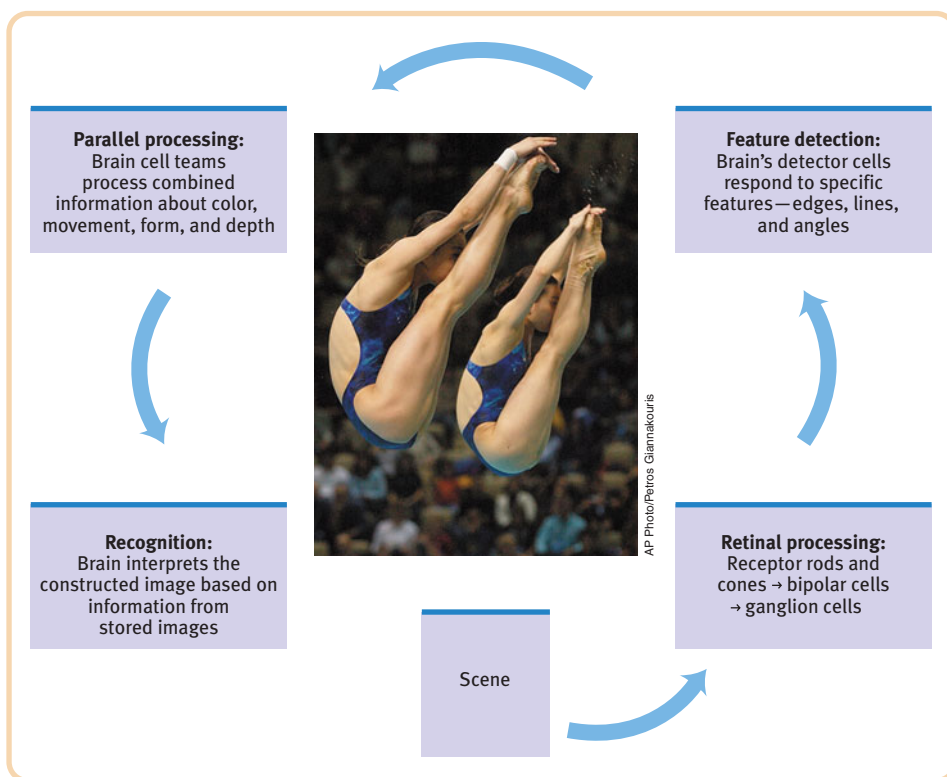 Parallel processing:
Brain cell teams
process combined
information about color,
movement, form, and depth
Feature detection:
Brain’s detector cells
respond to specific
features—edges, lines,
and angles
AP Photo/Petros Giannakouris
Recognition:
Brain interprets the
constructed image based on
information from
stored images
Retinal processing:
Receptor rods and
cones → bipolar cells
→ ganglion cells
Scene